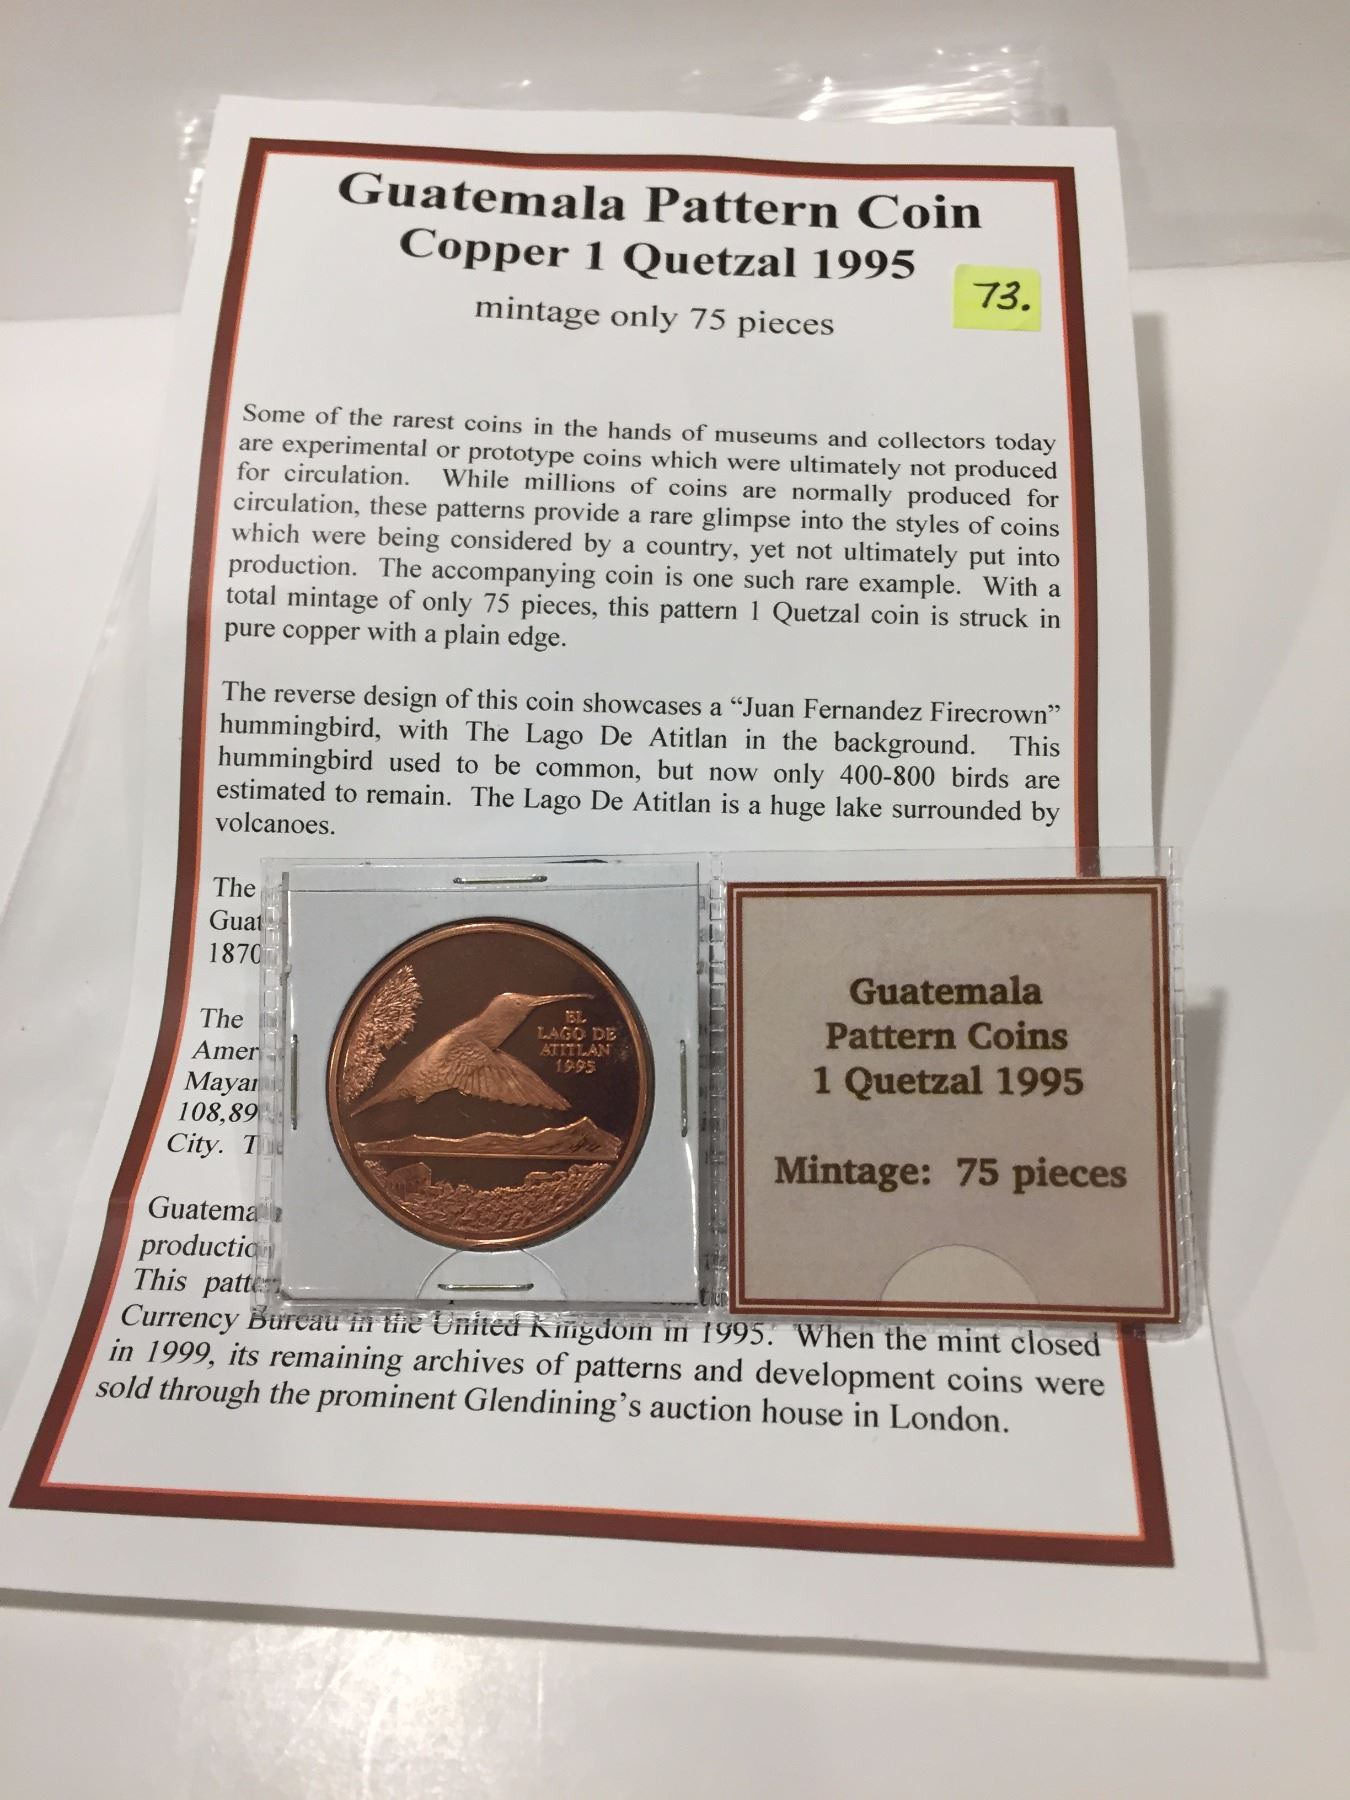 Guatemala Pattern Coin
Copper 1 Quetzal 1995
mintage only 75 pieces
73.
Some of the rarest coins in the hands of museums and collectors today
are experimental or prototype coins which were ultimately not produced
for circulation. While millions of coins are normally produced for
circulation, these patterns provide a rare glimpse into the styles of coins
which were being considered by a country, yet not ultimately put into
production. The accompanying coin is one such rare example. With a
total mintage of only 75 pieces, this pattern 1 Quetzal coin is struck in
pure copper with a plain edge.
The reverse design of this coin showcases a “Juan Fernandez Firecrown”
hummingbird, with The Lago De Atitlan in the background. This
hummingbird used to be common, but now only 400-800 birds are
estimated to remain. The Lago De Atitlan is a huge lake surrounded by
volcanoes.
The
Guat
1870
The
Amer
Mayan
108,89
City. The
Guatema
productio
This patte
Currency Bureau in the United Kingdom in 1995. When the mint closed
in 1999, its remaining archives of patterns and development coins were
sold through the prominent Glendining’s auction house in London.
EL
LAGO DE
ATITLAN
1995
Guatemala
Pattern Coins
1 Quetzal 1995
Mintage: 75 pieces